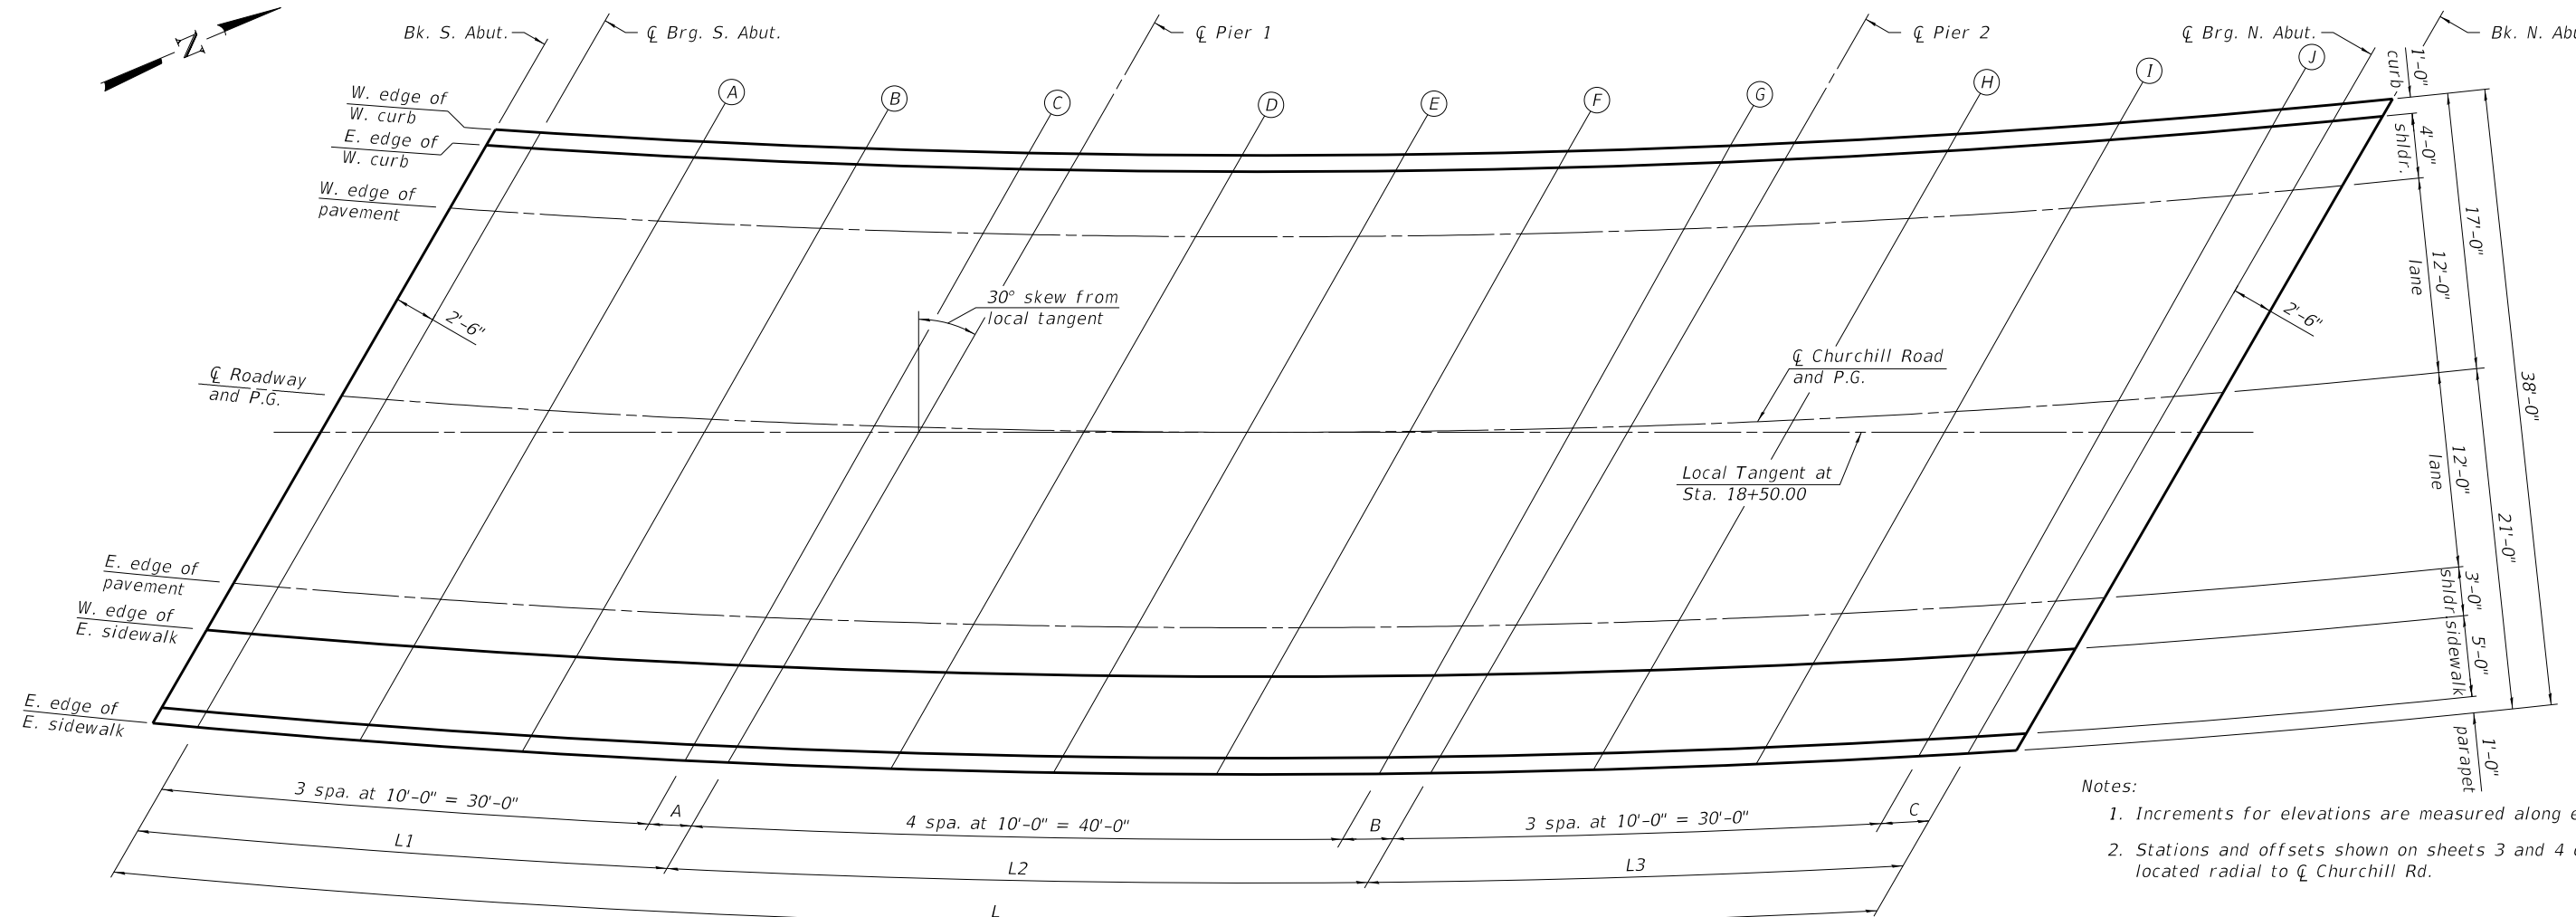 N
Bk. S. Abut.
℄ Brg. S. Abut.
℄ Pier 1
℄ Pier 2
℄ Brg. N. Abut.
Bk. N. Abu
A
B
C
D
E
F
G
H
I
J
W. edge of
W. curb
E. edge of
W. curb
W. edge of
pavement
℄ Roadway
and P.G.
E. edge of
pavement
W. edge of
E. sidewalk
E. edge of
E. sidewalk
2'-6"
30° skew from
local tangent
℄ Churchill Road
and P.G.
Local Tangent at
Sta. 18+50.00
2'-6"
1'-0"
curb
4'-0"
shldr.
12'-0"
lane
17'-0"
38'-0"
12'-0"
lane
21'-0"
3'-0"
shldr.
5'-0"
sidewalk
1'-0"
parapet
3 spa. at 10'-0" = 30'-0"
A
4 spa. at 10'-0" = 40'-0"
B
3 spa. at 10'-0" = 30'-0"
C
L1
L2
L3
L
Notes:
1. Increments for elevations are measured along e
2. Stations and offsets shown on sheets 3 and 4
located radial to ℄ Churchill Rd.